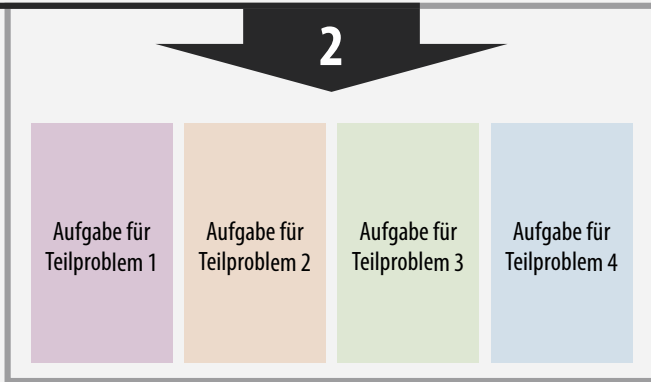 2
Aufgabe für
Teilproblem 1
Aufgabe für
Teilproblem 2
Aufgabe für
Teilproblem 3
Aufgabe für
Teilproblem 4